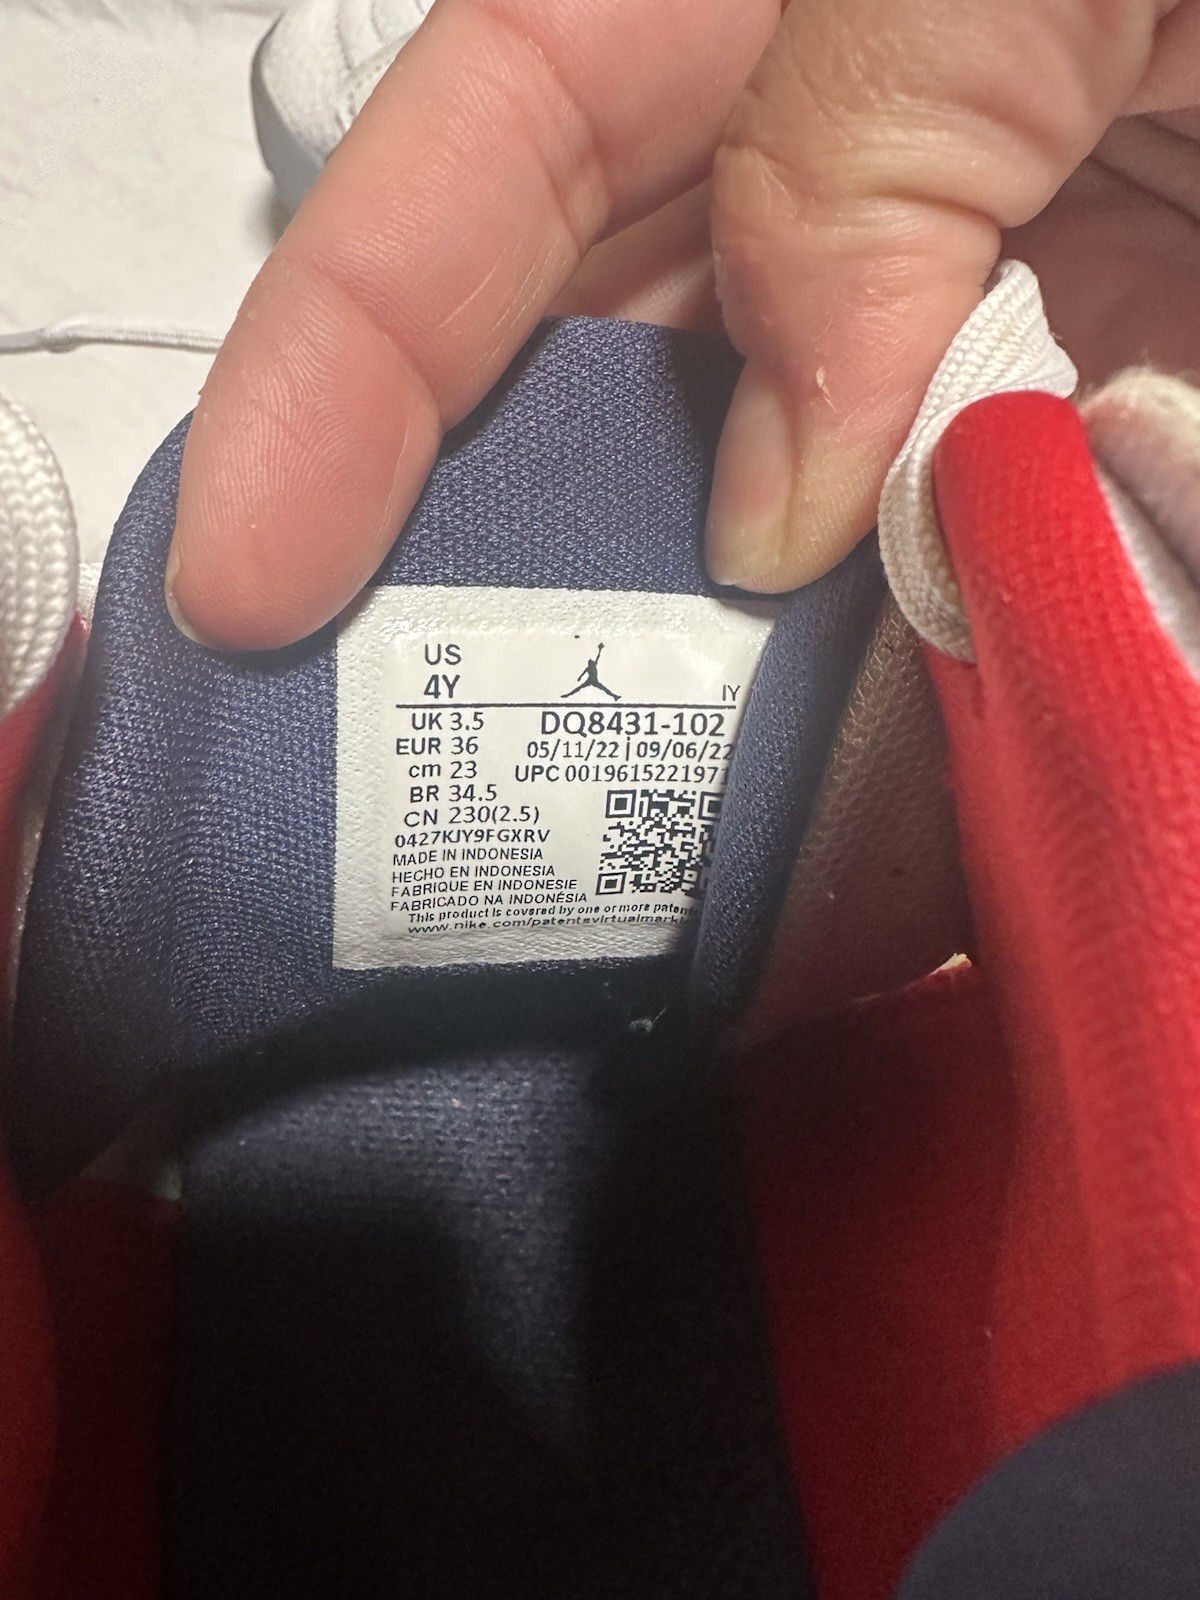 US
4Y
IY
UK 3.5
DQ8431-102
EUR 36
05/11/22 | 09/06/22
cm 23
UPC 0019615221971
BR 34.5
CN 230(2.5)
0427KJY9FGXRV
MADE IN INDONESIA
HECHO EN INDONESIA
FABRIQUE EN INDONESIE
FABRICADO NA INDONÉSIA
This product is covered by one or more patent
www.nike.com/patentsvirtualmark